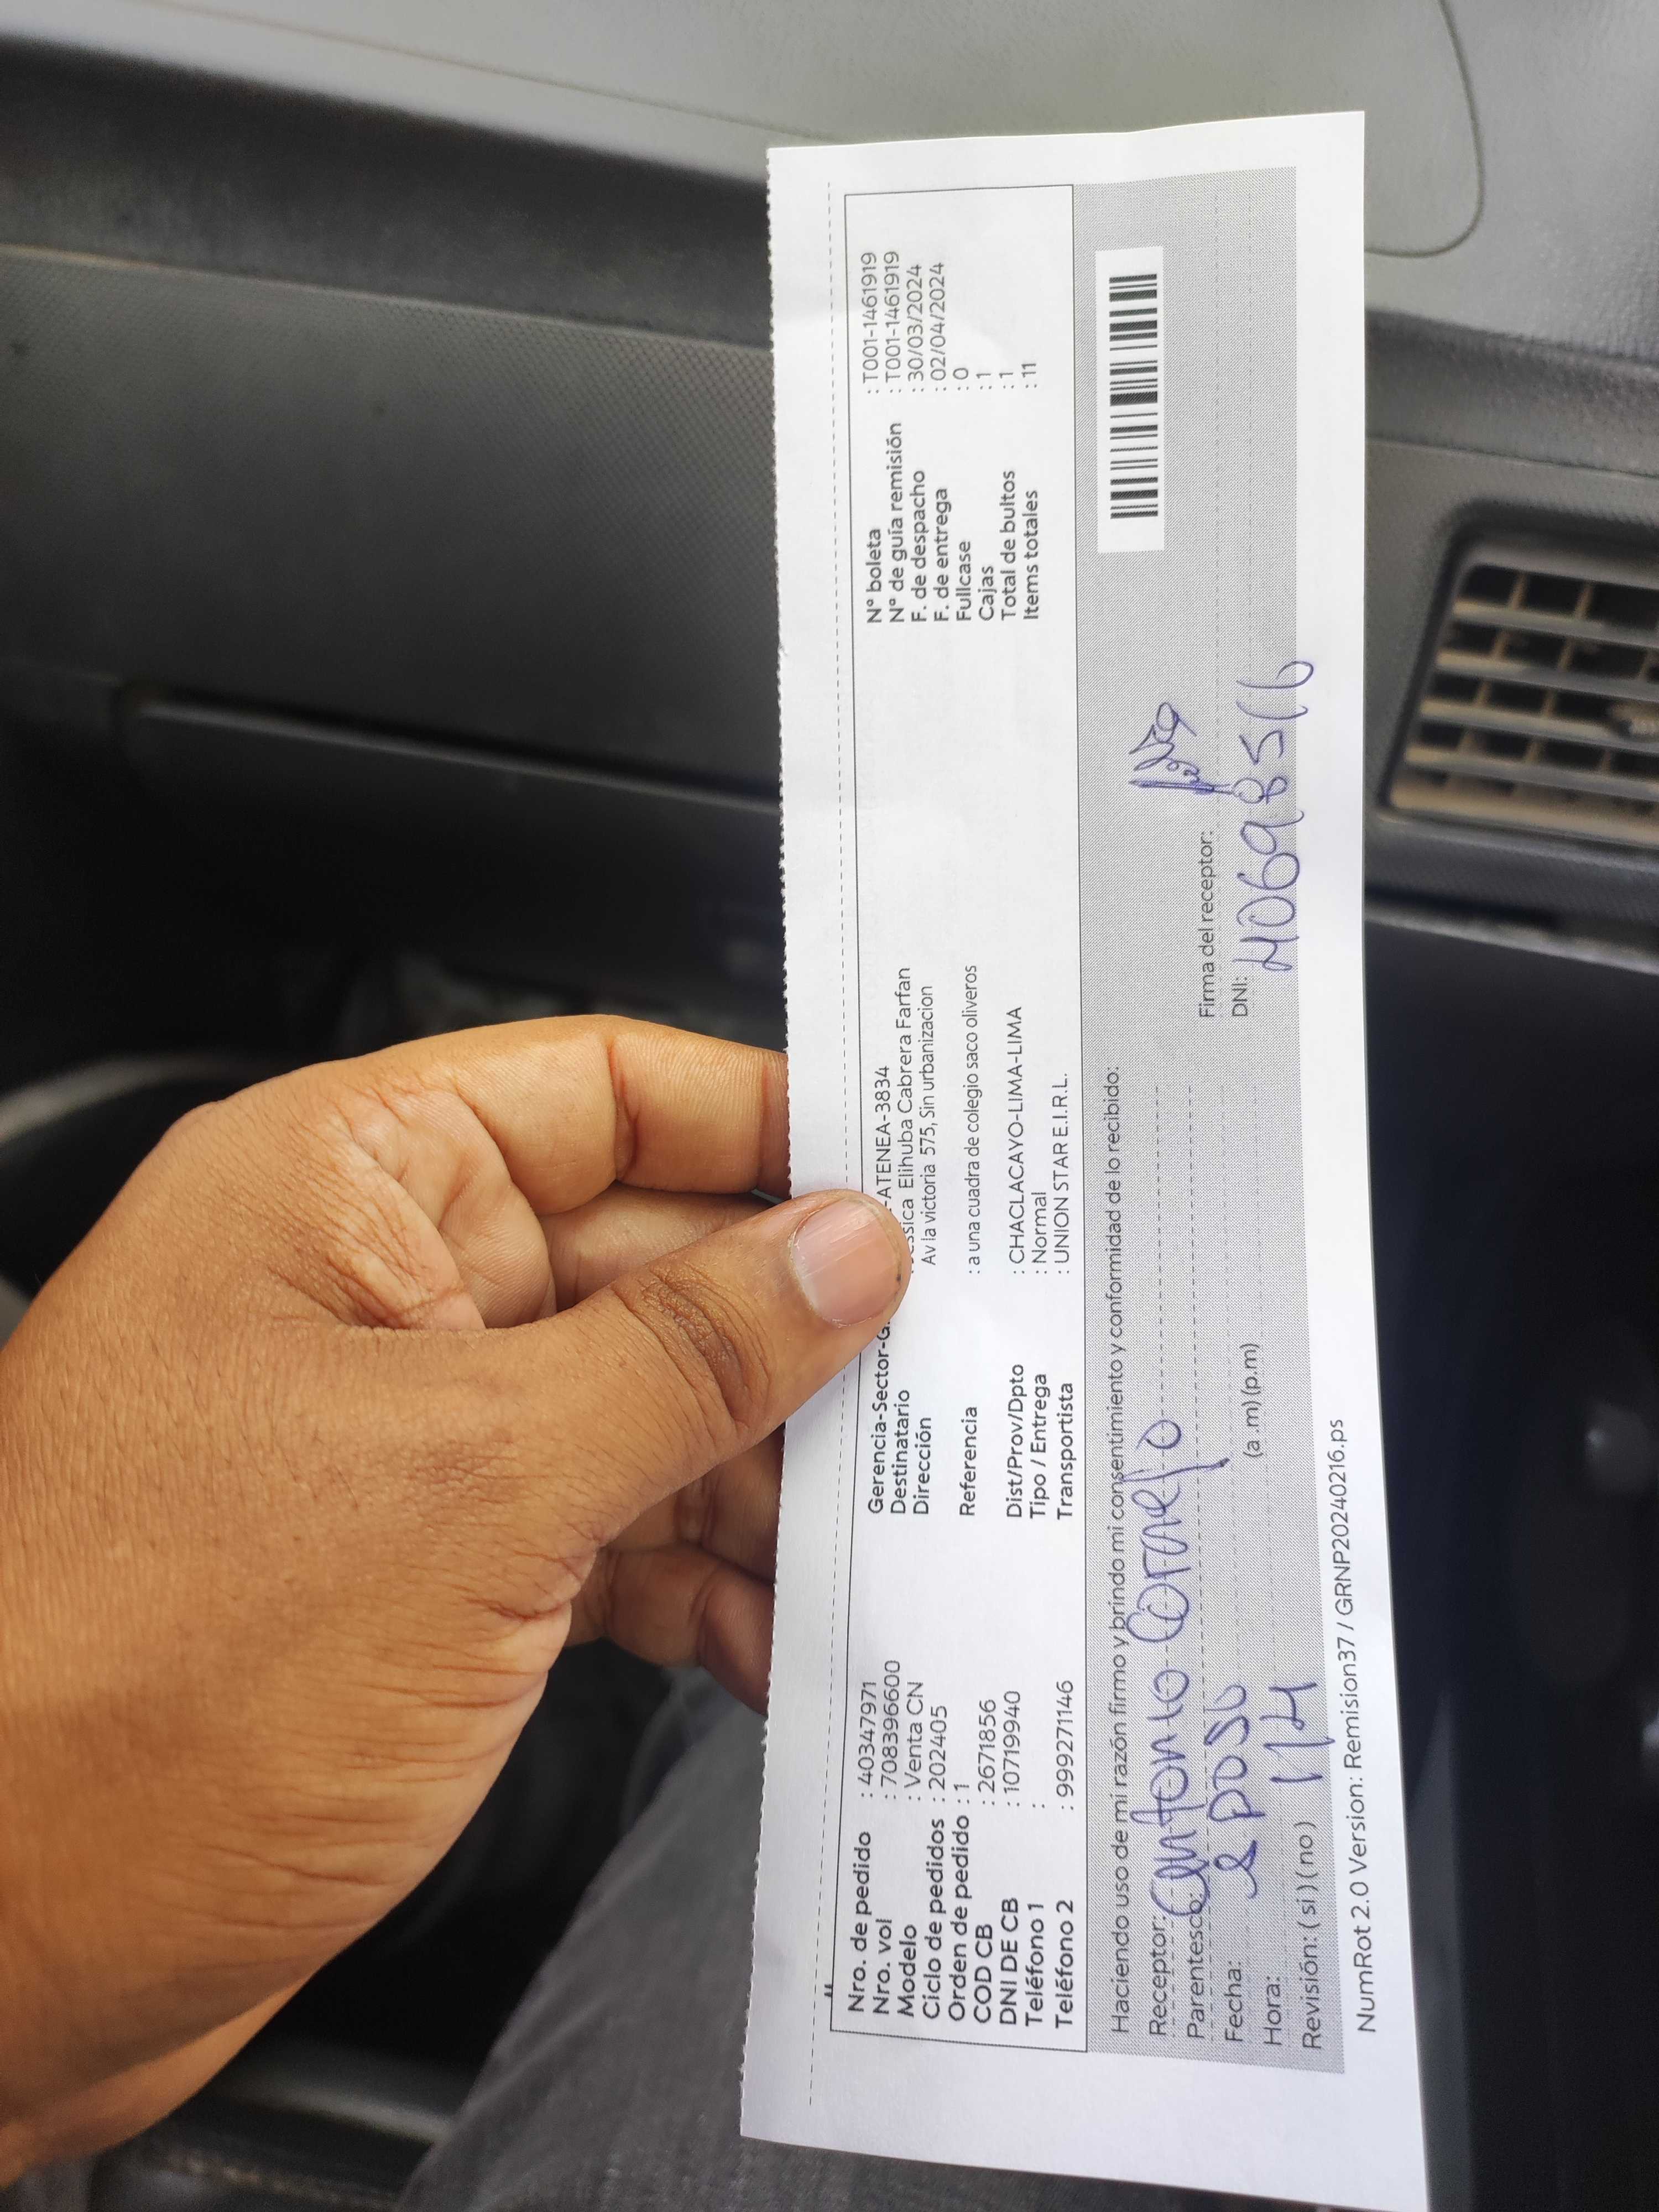 Nro. de pedido : 40347971
Nro. vol : 708396600
Modelo : Venta CN
Ciclo de pedidos : 202405
Orden de pedido : 1
COD CB : 2671856
DNI DE CB : 10719940
Teléfono 1 :
Teléfono 2 : 999271146
Gerencia-Sector-G -ATENEA-3834
Destinatario Elihuba Cabrera Farfan
Dirección Av la victoria 575, Sin urbanizacion
Referencia : a una cuadra de colegio saco oliveros
Dist/Prov/Dpto : CHACLACAYO-LIMA-LIMA
Tipo / Entrega : Normal
Transportista : UNION STAR E.I.R.L.
N° boleta : T001-1461919
N° de guía remisión : T001-1461919
F. de despacho : 30/03/2024
F. de entrega : 02/04/2024
Fullcase : 0
Cajas : 1
Total de bultos : 1
Items totales : 11
Haciendo uso de mi razón firmo y brindo mi consentimiento y conformidad de lo recibido:
Receptor: Antonio Cornejo
Parentesco: esposo
Fecha:
Hora: 1 / 4 (a .m) (p.m)
Revisión: ( si ) ( no )
Firma del receptor:
DNI: 40698516
NumRot 2.0 Version: Remision37 / GRNP20240216.ps